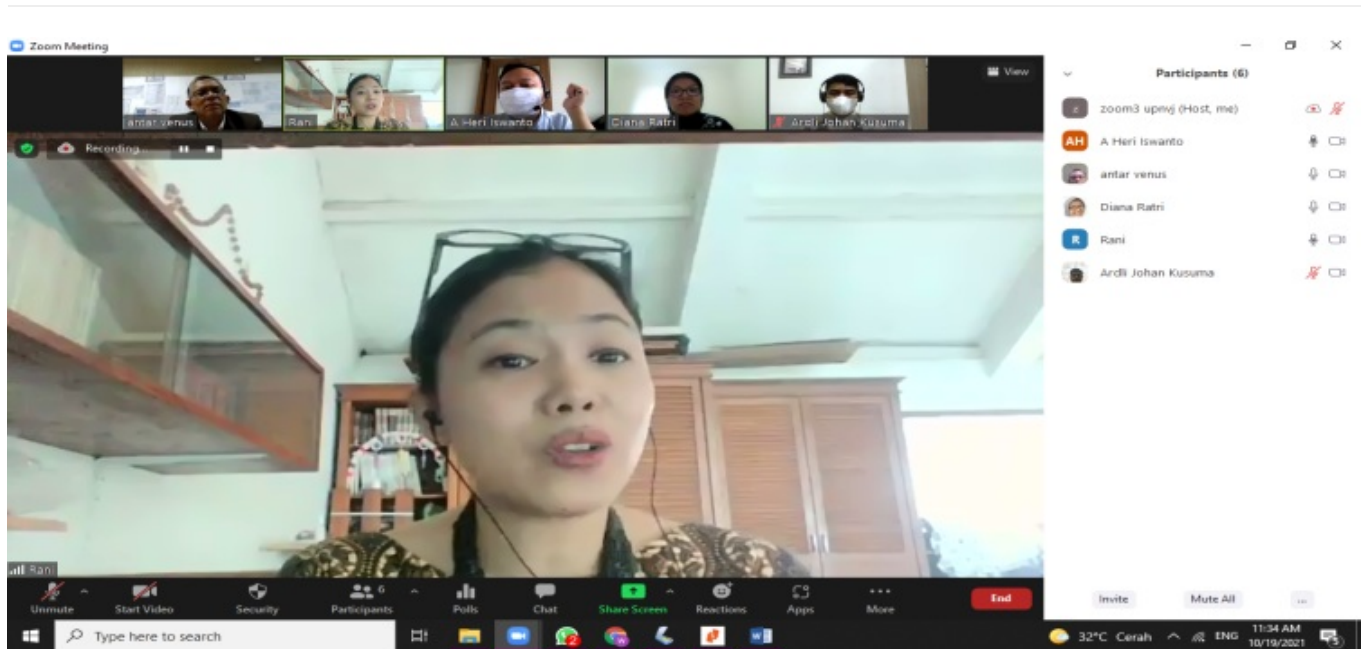 Zoom Meeting
antar venus
Rani
A Heri Iswanto
Diana Ratri
Ardli Johan Kusuma
View
Recording...
Participants (6)
zoom3 upnvj (Host, me)
AH
A Heri Iswanto
antar venus
Diana Ratri
R
Rani
Ardli Johan Kusuma
Rani
Unmute
Start Video
Security
6
Participants
Polls
Chat
Share Screen
Reactions
Apps
More
End
Invite
Mute All
...
Type here to search
2
32°C Cerah
ENG
11:34 AM
10/19/2021